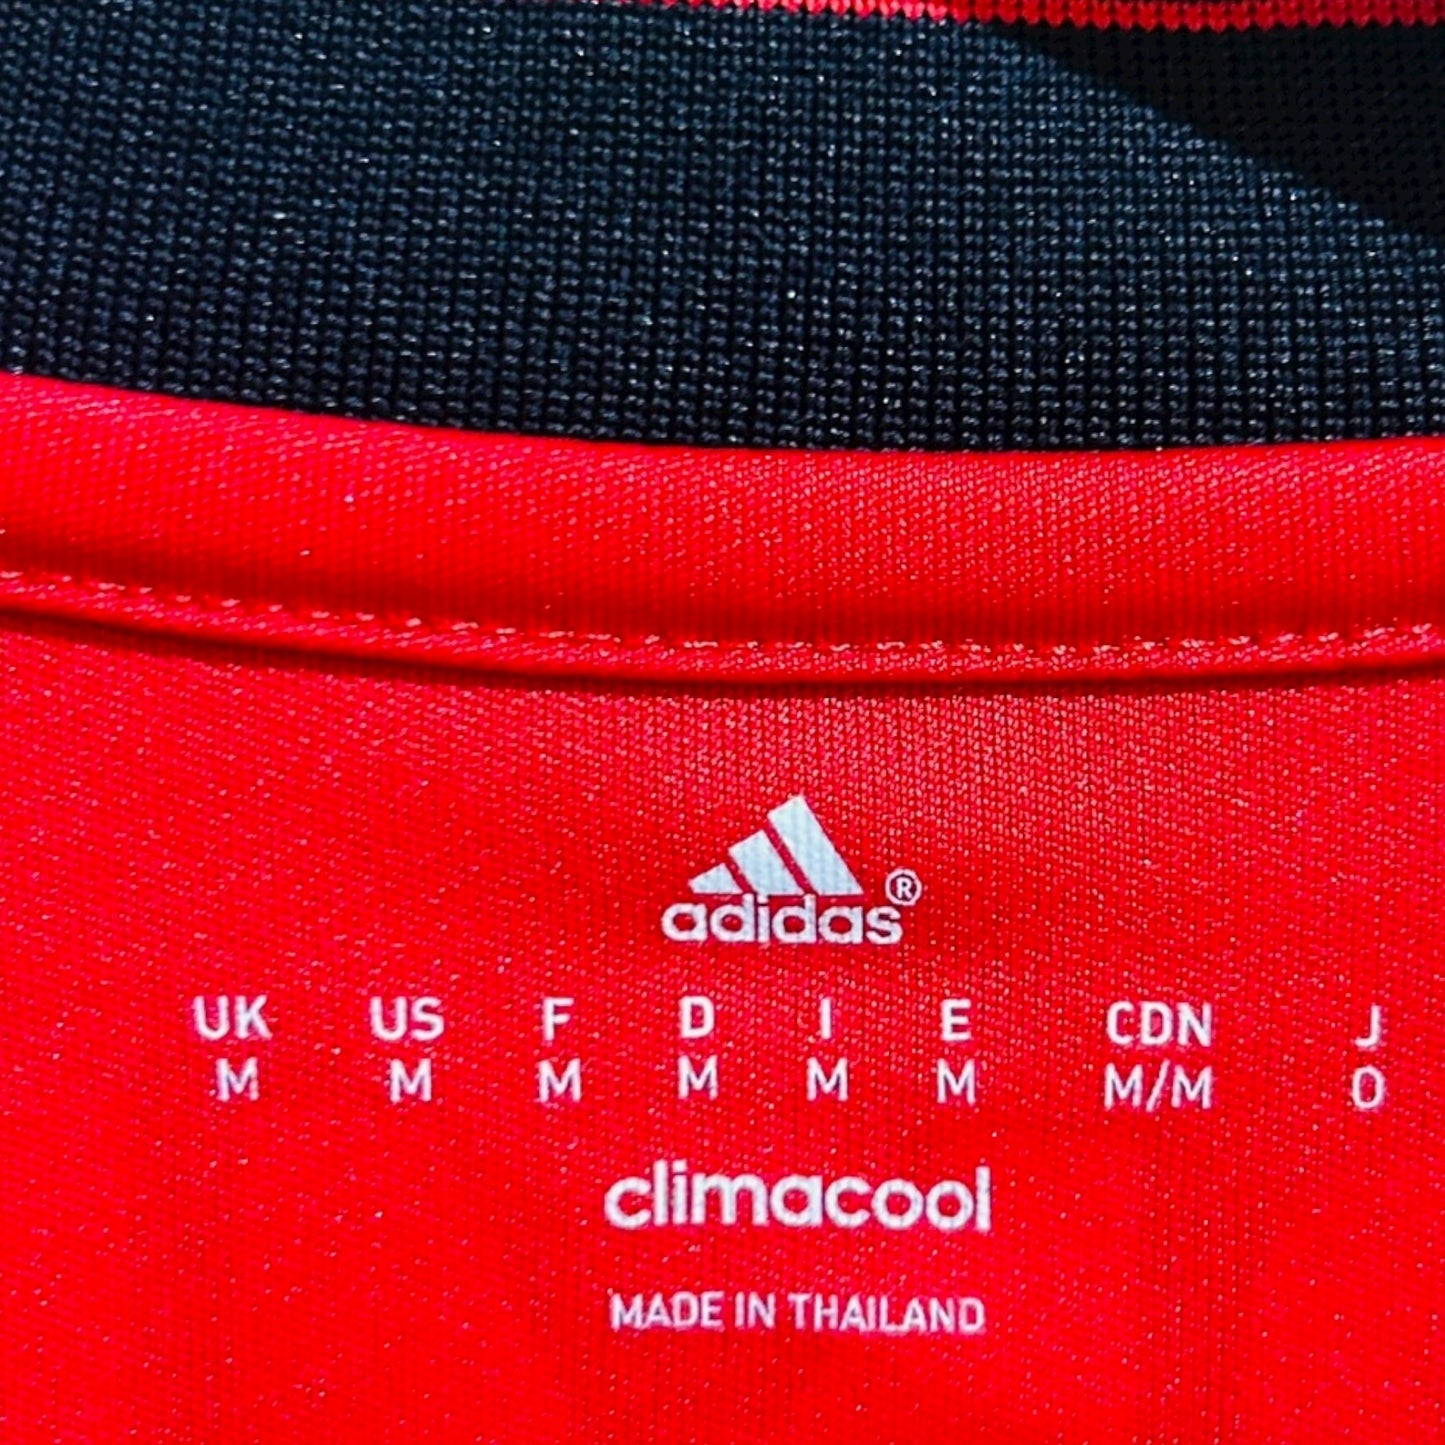 adidas®
UK US F D I E CDN J
M M M M M M M/M O
climacool
MADE IN THAILAND